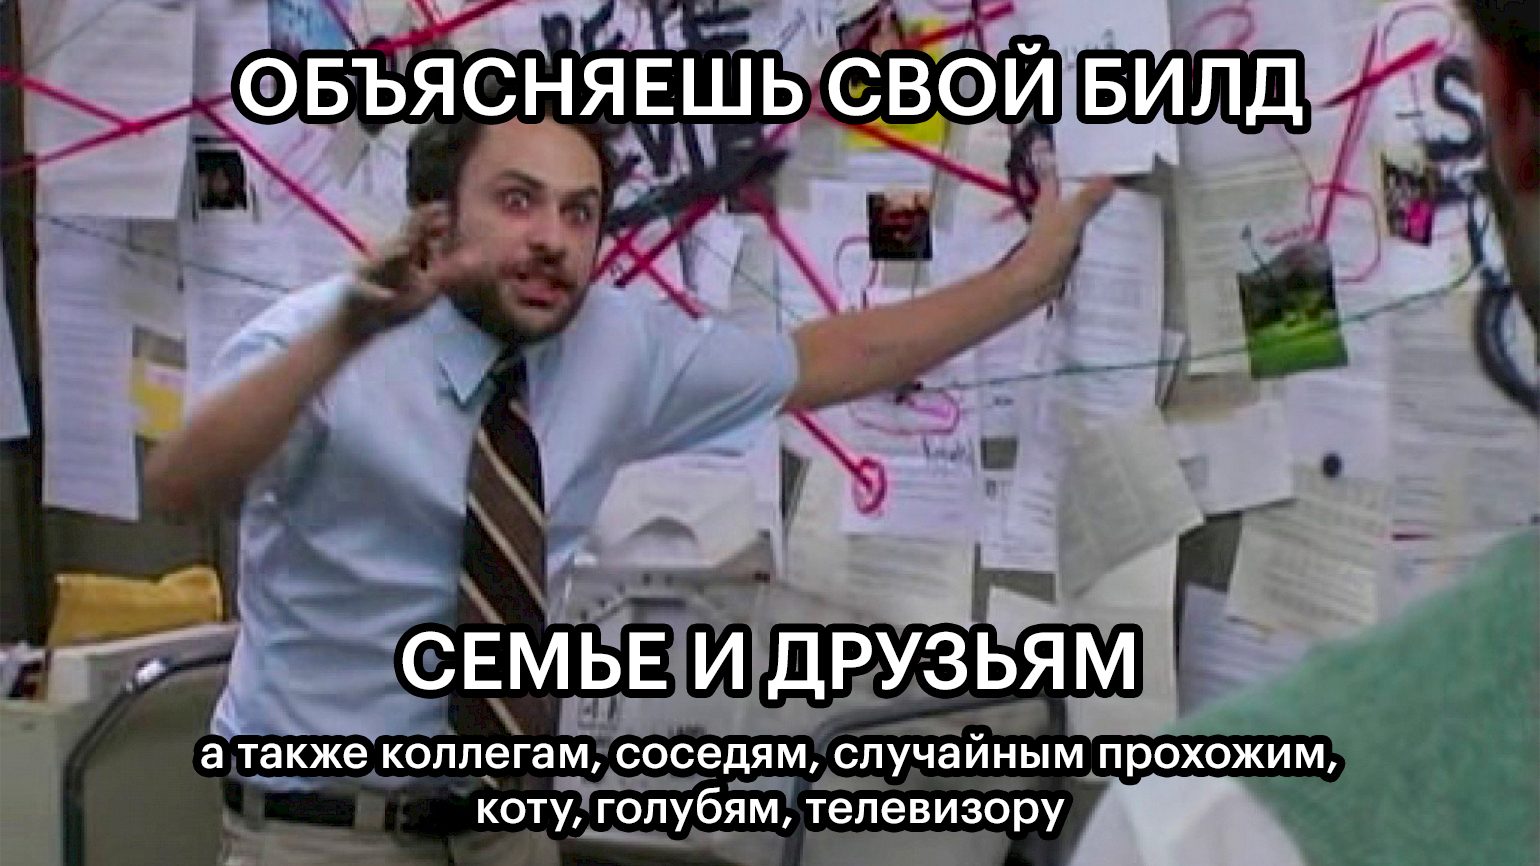 ОБЪЯСНЯЕШЬ СВОЙ БИЛД
СЕМЬЕ И ДРУЗЬЯМ
а также коллегам, соседям, случайным прохожим,
коту, голубям, телевизору